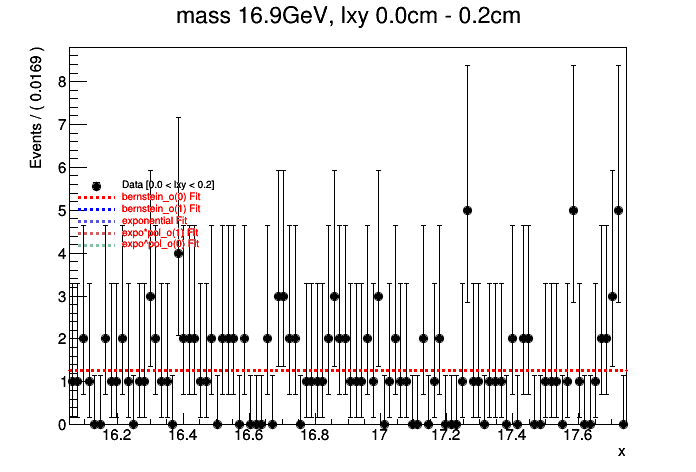 mass 16.9GeV, lxy 0.0cm - 0.2cm
Events / ( 0.0169 )
8
7
6
5
4
3
2
1
0
Data [0.0 < lxy < 0.2]
bernstein_o(0) Fit
bernstein_o(1) Fit
exponential Fit
expo*pol_o(1) Fit
expo^pol_o(0) Fit
16.2 16.4 16.6 16.8 17 17.2 17.4 17.6
x